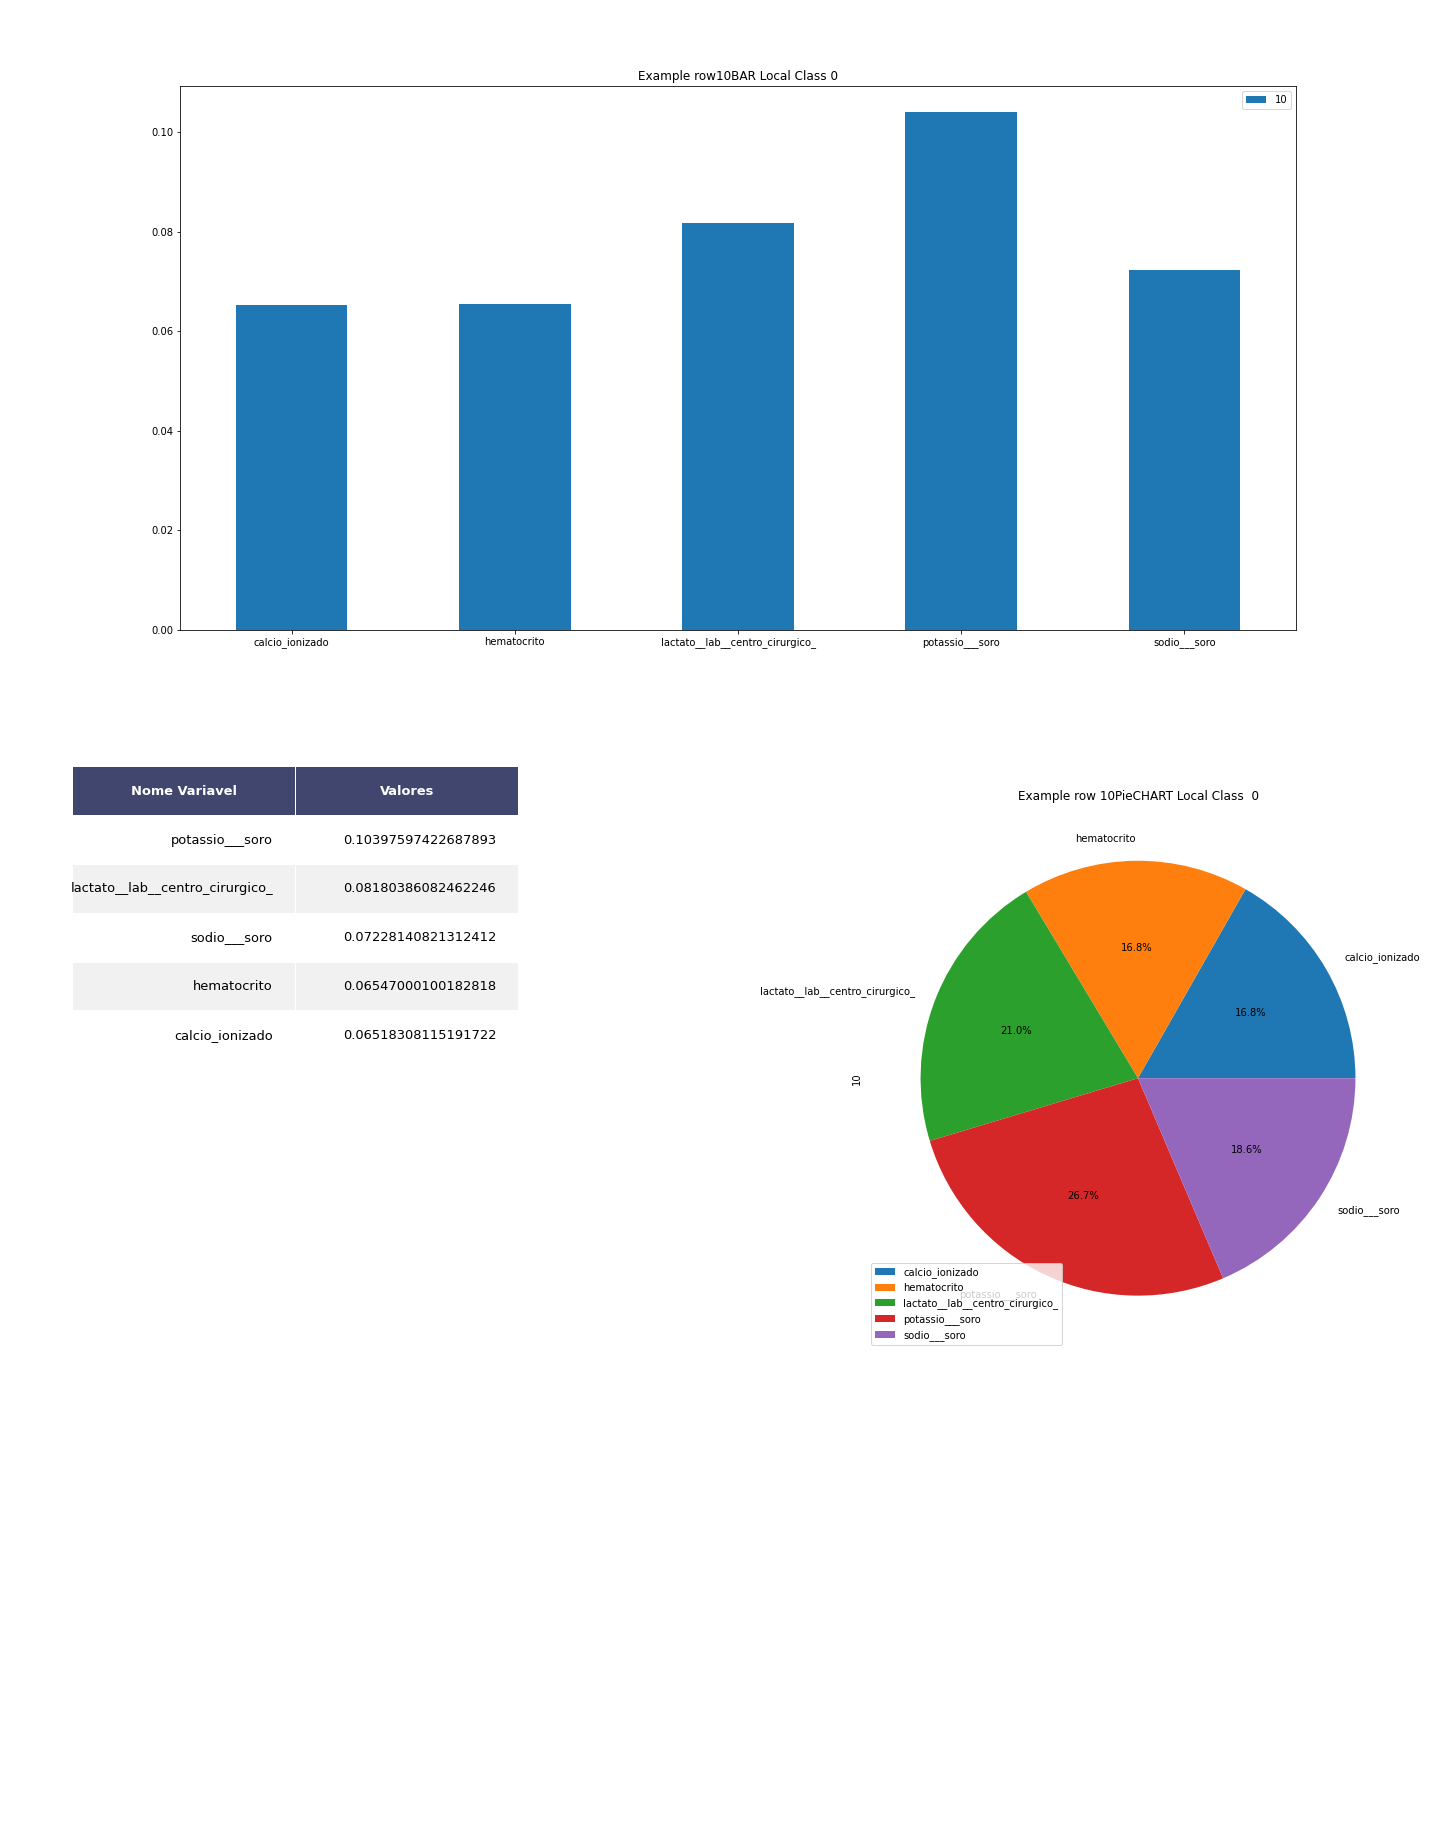 Example row10BAR Local Class 0
10
0.10
0.08
0.06
0.04
0.02
0.00
calcio_ionizado
hematocrito
lactato__lab__centro_cirurgico_
potassio___soro
sodio___soro
Nome Variavel Valores
potassio___soro 0.10397597422687893
lactato__lab__centro_cirurgico_ 0.08180386082462246
sodio___soro 0.07228140821312412
hematocrito 0.06547000100182818
calcio_ionizado 0.06518308115191722
Example row 10PieCHART Local Class  0
hematocrito
calcio_ionizado
lactato__lab__centro_cirurgico_
sodio___soro
potassio___soro
16.8%
16.8%
21.0%
26.7%
18.6%
10
calcio_ionizado
hematocrito
lactato__lab__centro_cirurgico_
potassio___soro
sodio___soro